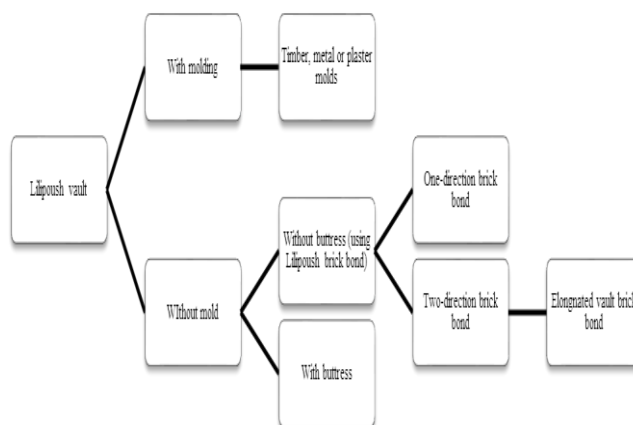 Timber, metal or plaster
molds
With molding
One-direction brick
bond
Lilipoush vault
Without buttress (using
Lilipoush brick bond)
Two-direction brick
bond
Elongnated vault brick
bond
WIthout mold
With buttress